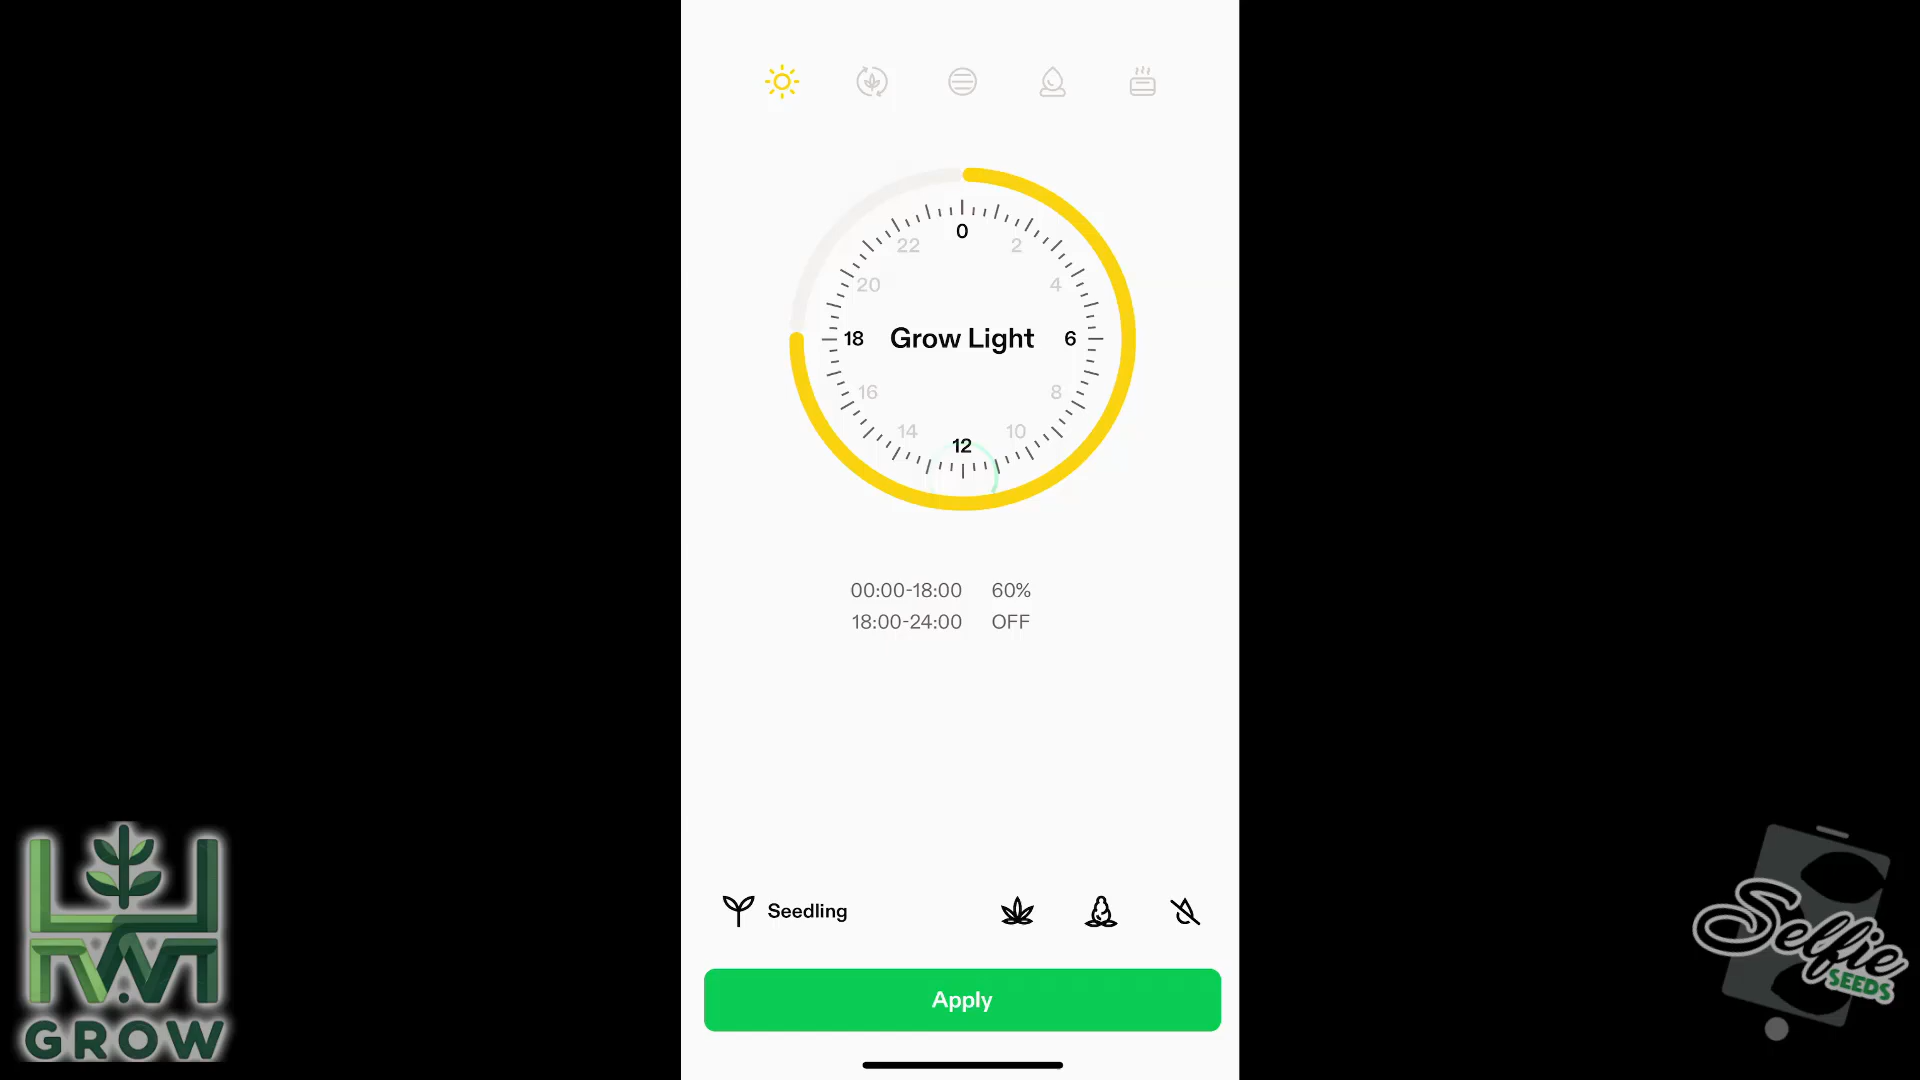 0
22
2
20
4
18
Grow Light
6
16
8
14
10
12
00:00-18:00 60%
18:00-24:00 OFF
Seedling
Apply
GROW
Selfie
SEEDS